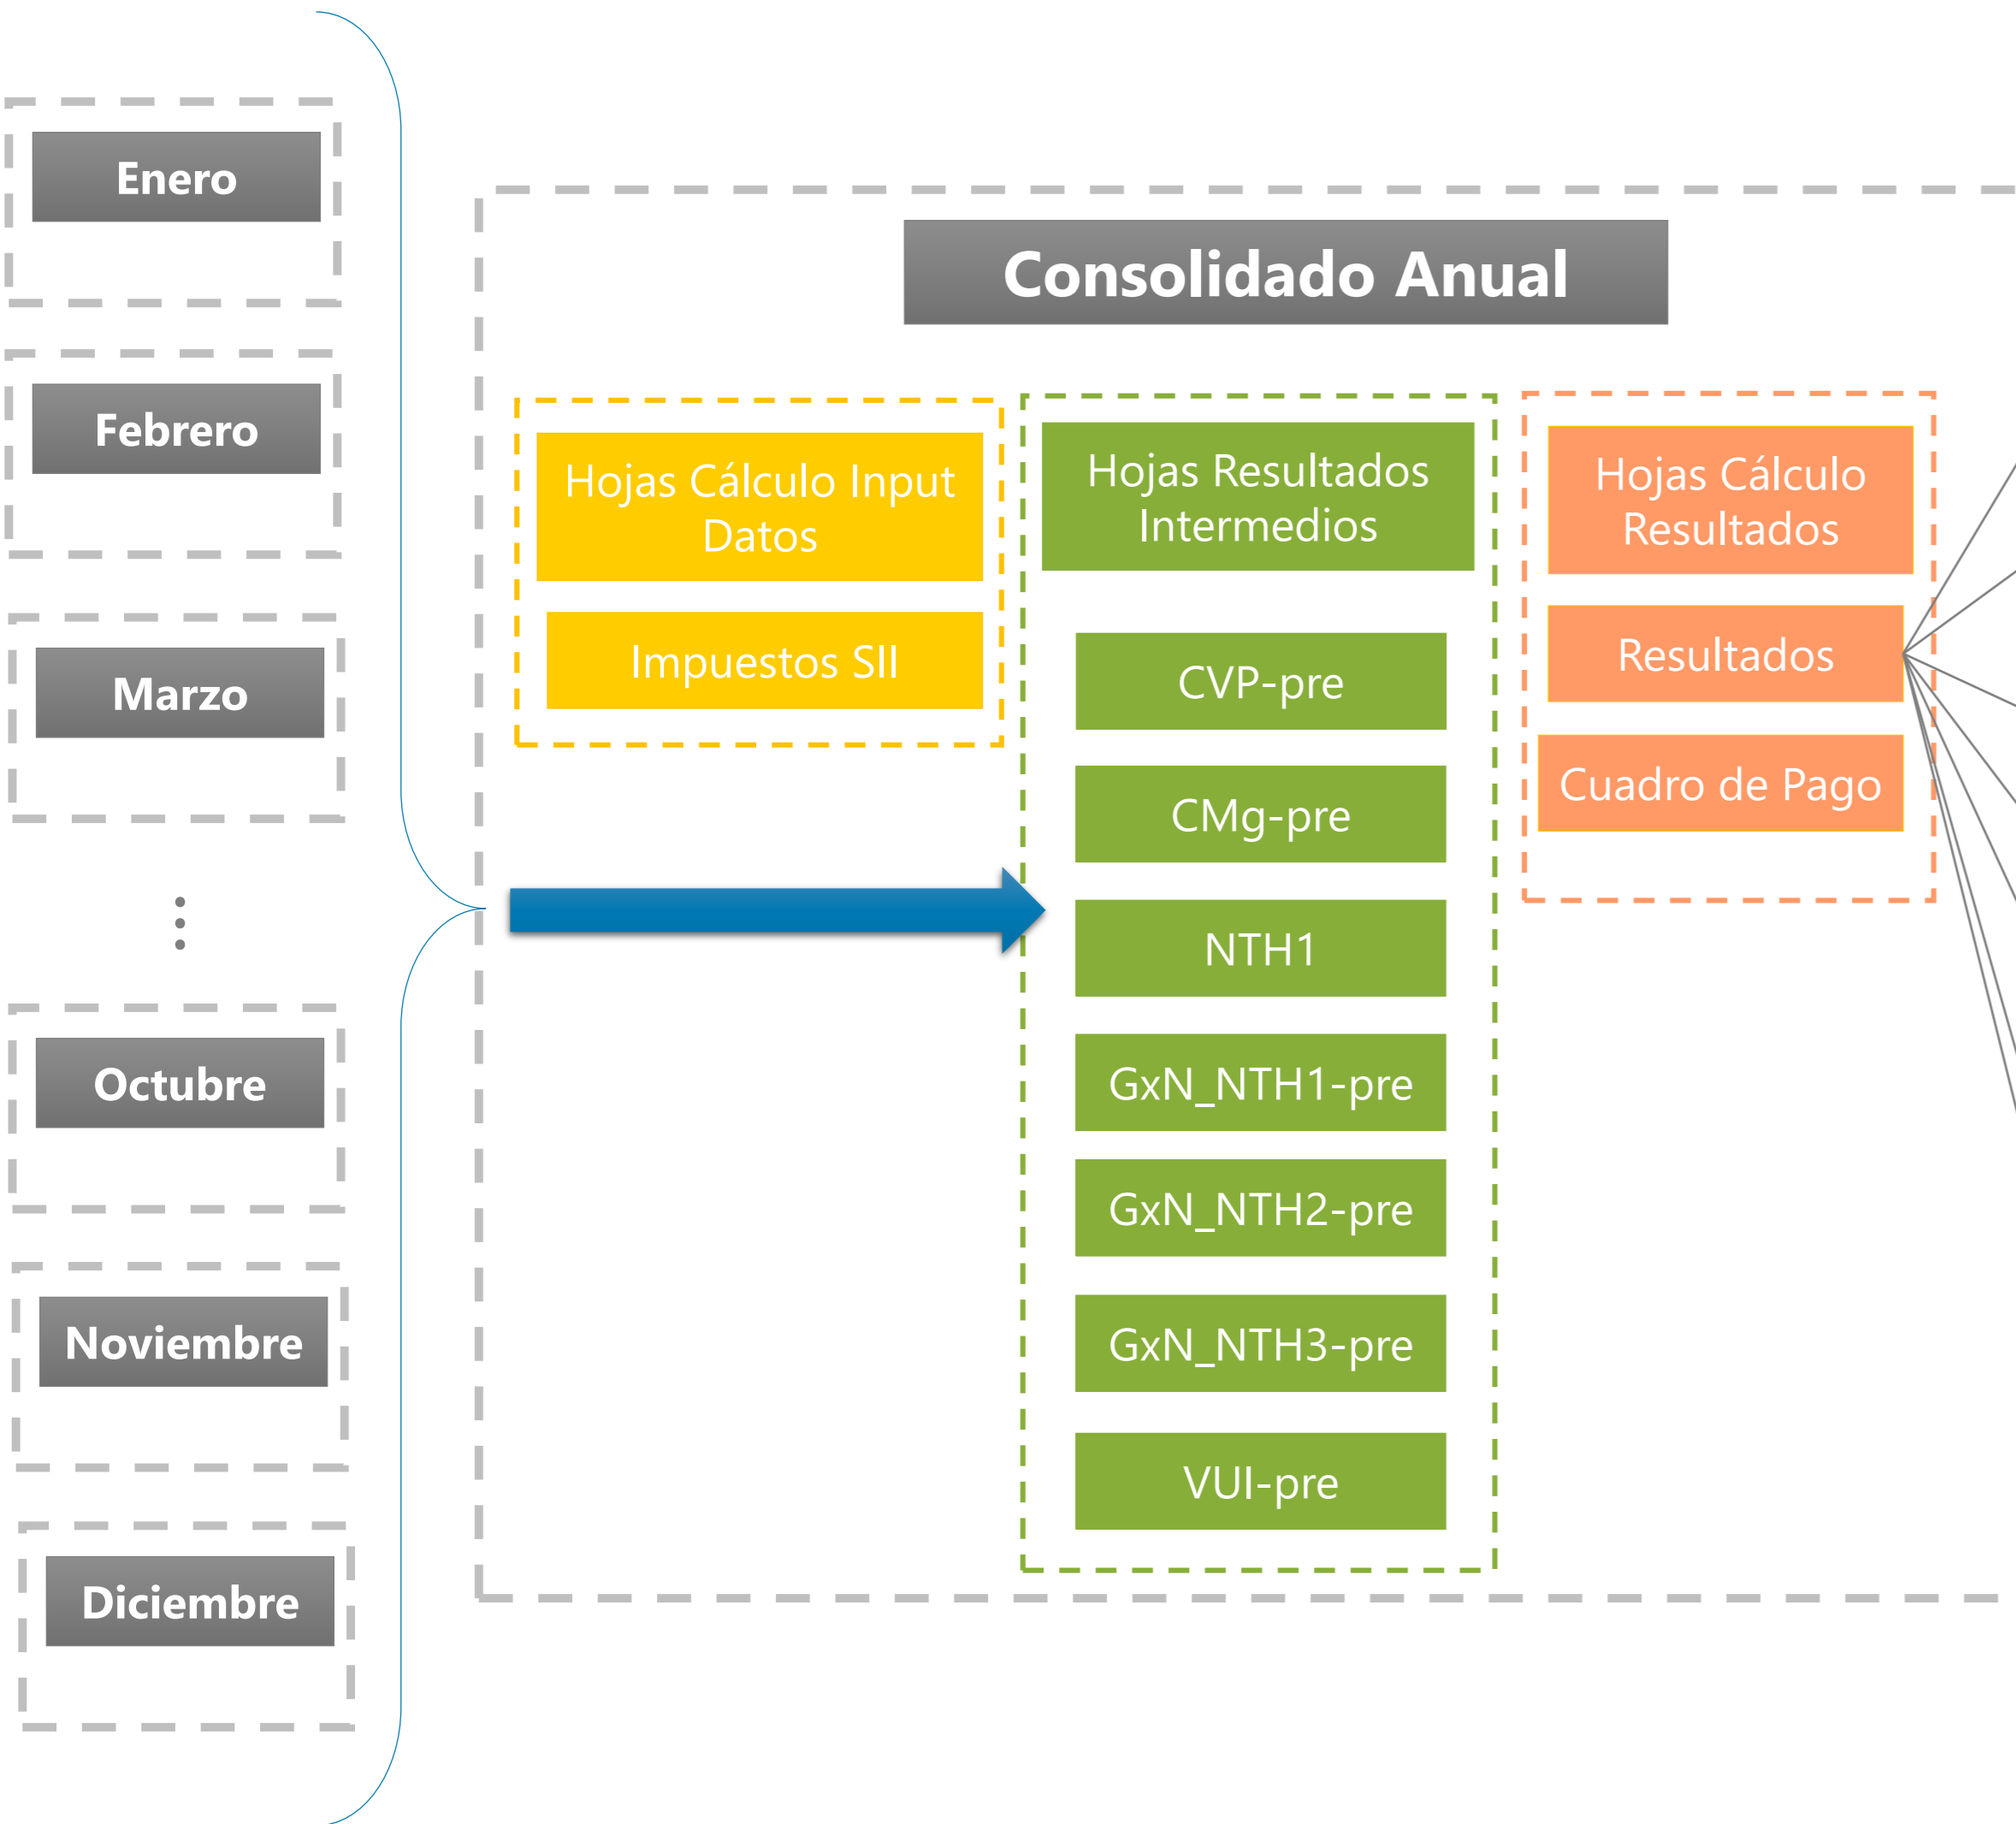 Enero
Febrero
Marzo
Octubre
Noviembre
Diciembre
Consolidado Anual
Hojas Cálculo Input
Datos
Impuestos SII
Hojas Resultados
Intermedios
CVP-pre
CMg-pre
NTH1
GxN_NTH1-pre
GxN_NTH2-pre
GxN_NTH3-pre
VUI-pre
Hojas Cálculo
Resultados
Resultados
Cuadro de Pago